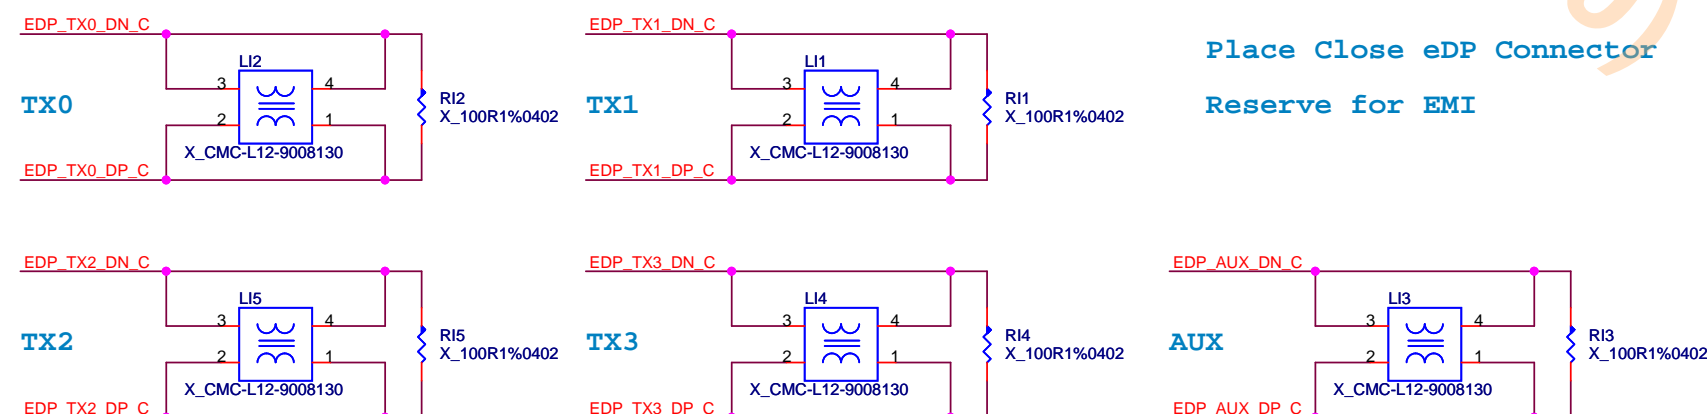 EDP_TX0_DN_C
LI2
3
4
TX0
RI2
X_100R1%0402
2
1
X_CMC-L12-9008130
EDP_TX0_DP_C
EDP_TX1_DN_C
LI1
3
4
TX1
RI1
X_100R1%0402
2
1
X_CMC-L12-9008130
EDP_TX1_DP_C
Place Close eDP Connector
Reserve for EMI
EDP_TX2_DN_C
LI5
3
4
TX2
RI5
X_100R1%0402
2
1
X_CMC-L12-9008130
EDP_TX2_DP_C
EDP_TX3_DN_C
LI4
3
4
TX3
RI4
X_100R1%0402
2
1
X_CMC-L12-9008130
EDP_TX3_DP_C
EDP_AUX_DN_C
LI3
3
4
AUX
RI3
X_100R1%0402
2
1
X_CMC-L12-9008130
EDP_AUX_DP_C